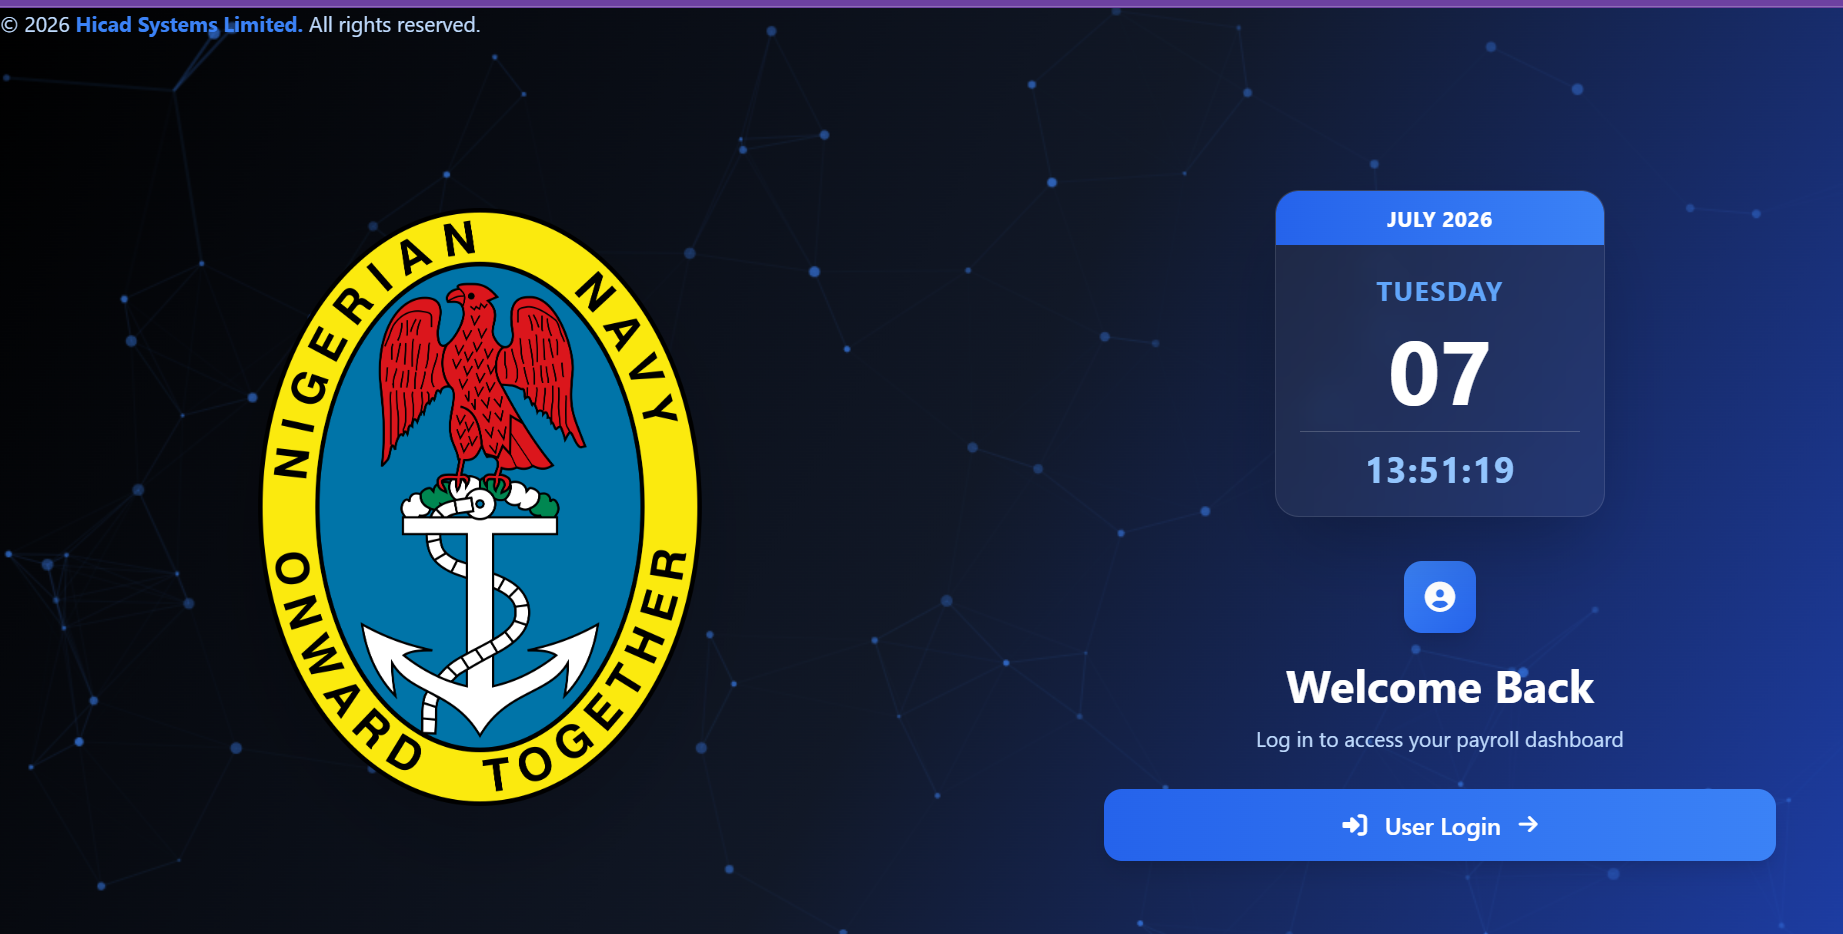 © 2026 Hicad Systems Limited. All rights reserved.
NIGERIAN NAVY
ONWARD TOGETHER
JULY 2026
TUESDAY
07
13:51:19
Welcome Back
Log in to access your payroll dashboard
User Login